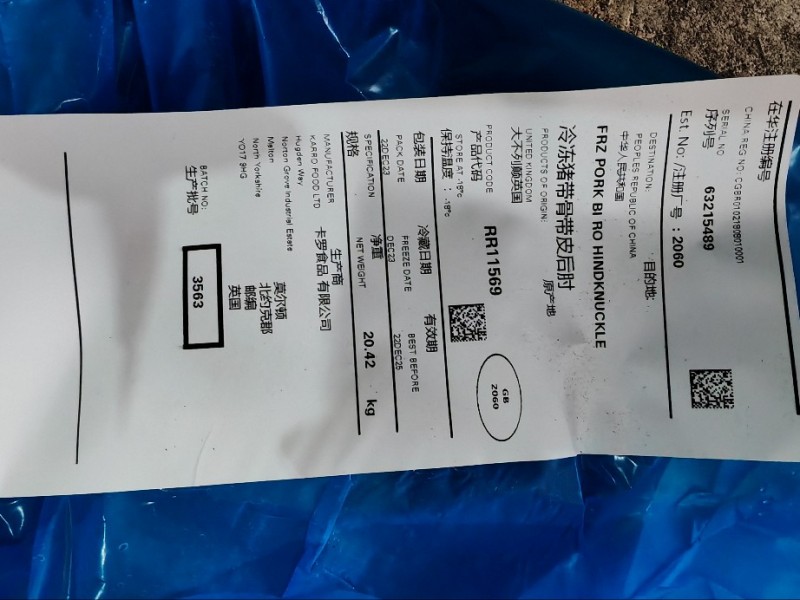 在华注册编号
CHINA REG NO: CGBR01021808010001
SERIAL NO
序列号 63215489
Est. No: /注册厂号：2060
DESTINATION: 目的地:
PEOPLES REPUBLIC OF CHINA
中华人民共和国
FRZ PORK BI RO HINDKNUCKLE
冷冻猪带骨带皮后肘
PRODUCTS OF ORIGIN: 原产地
UNITED KINGDOM
大不列颠英国
PRODUCT CODE
产品代码 RR11569
GB
2060
STORE AT: -18°c
保持温度： -18°c
包装日期 冷藏日期 有效期
PACK DATE FREEZE DATE BEST BEFORE
22DEC23 DEC23 22DEC25
规格 净重
SPECIFICATION NET WEIGHT 20.42 kg
生产商
MANUFACTURER
KARRO FOOD LTD 卡罗食品 有限公司
Hugden Way
Norton Grove Industrial Estate
Malton 莫尔顿
North Yorkshire 北约克郡
YO17 9HG 邮编
英国
BATCH NO:
生产批号 3563